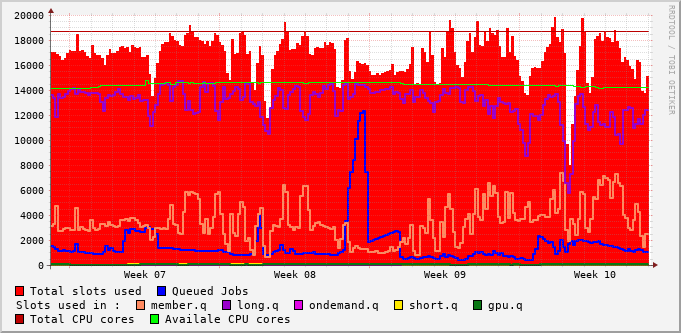 RRDTOOL / TOBI OETIKER
20000
18000
16000
14000
12000
10000
8000
6000
4000
2000
0
Week 07 Week 08 Week 09 Week 10
Total slots used Queued Jobs
Slots used in : member.q long.q ondemand.q short.q gpu.q
Total CPU cores Availale CPU cores